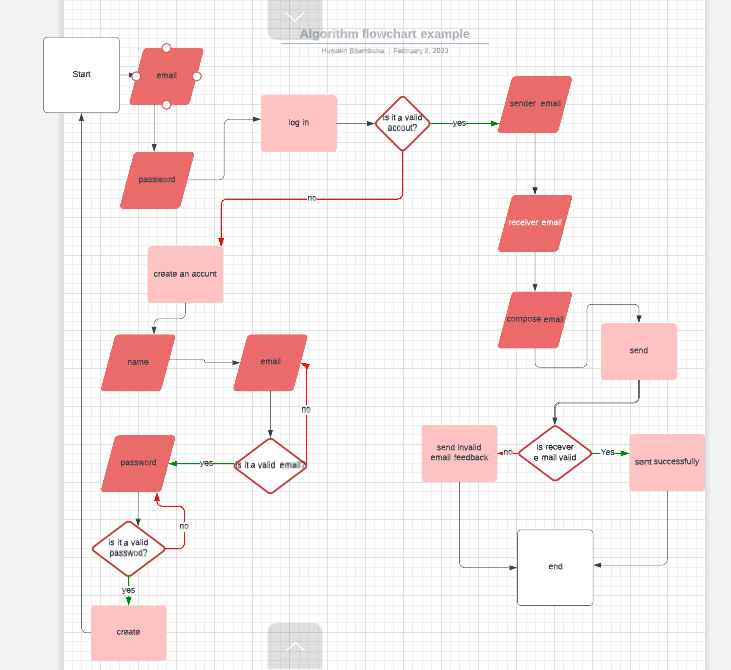 Algorithm flowchart example
Hussein Bitambuka | February 2, 2023
Start
email
password
log in
is it a valid
accout?
yes
no
sender email
receiver email
compose email
send
is recever
e mail valid
no
Yes
send invalid
email feedback
sent successfully
end
create an accunt
name
email
no
is it a valid email?
yes
password
no
is it a valid
passwod?
yes
create